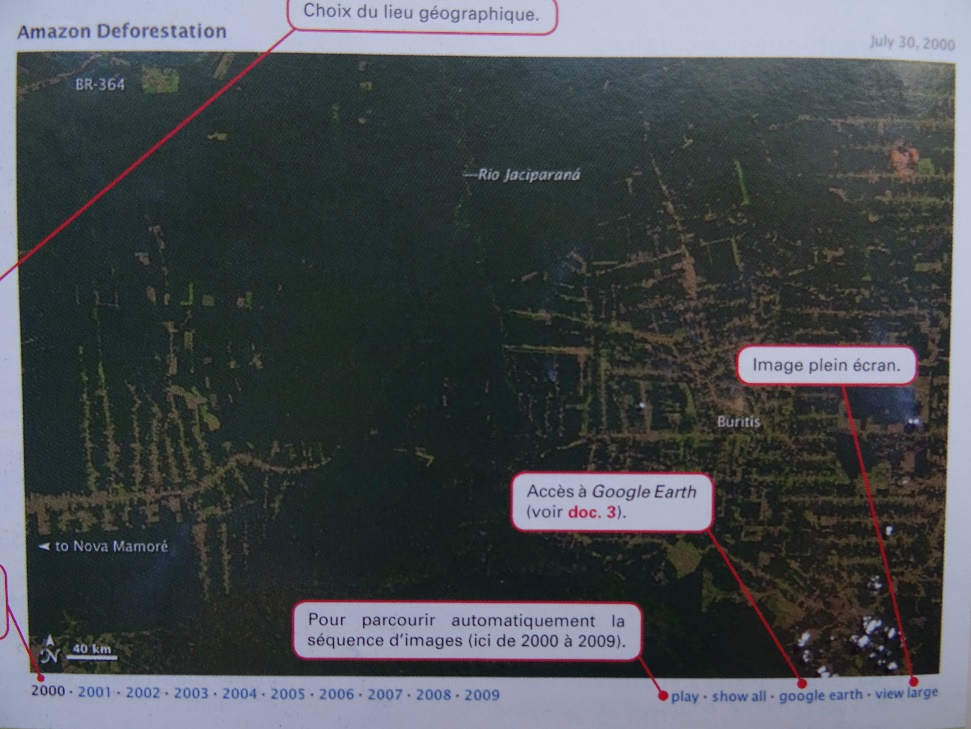 Choix du lieu géographique.
Amazon Deforestation
July 30, 2000
BR-364
Rio Jaciparaná
Image plein écran.
Buritis
Accès à Google Earth
(voir doc. 3).
◄ to Nova Mamoré
Pour parcourir automatiquement la
séquence d'images (ici de 2000 à 2009).
N 40 km
2000 · 2001 · 2002 · 2003 · 2004 · 2005 · 2006 · 2007 · 2008 · 2009
play · show all · google earth · view large